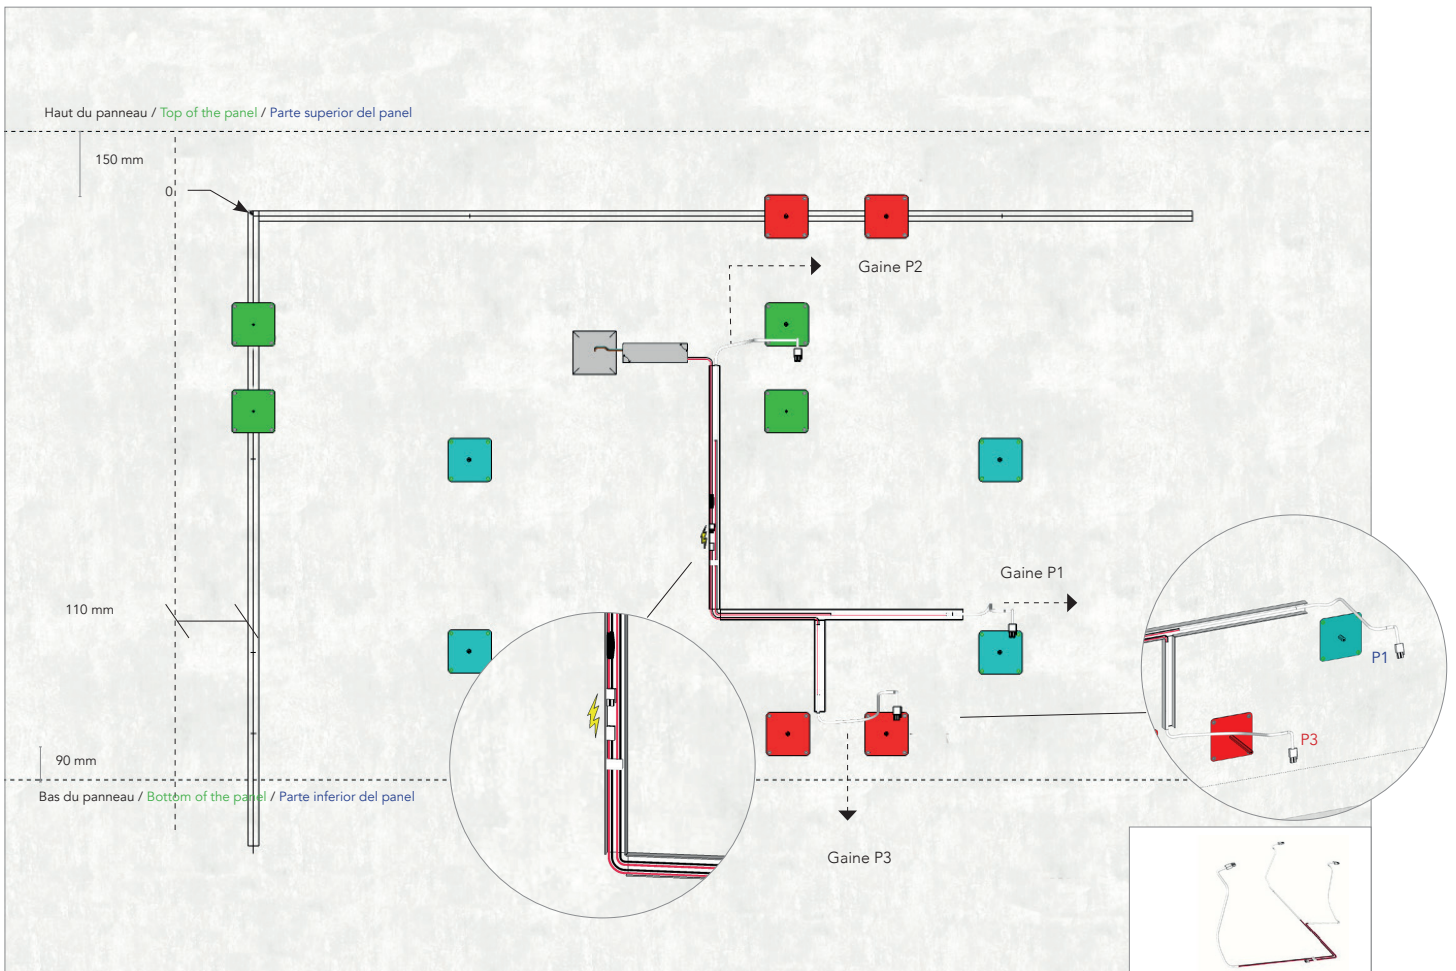 Haut du panneau / Top of the panel / Parte superior del panel
150 mm
0
Gaine P2
Gaine P1
110 mm
P1
P3
90 mm
Bas du panneau / Bottom of the panel / Parte inferior del panel
Gaine P3